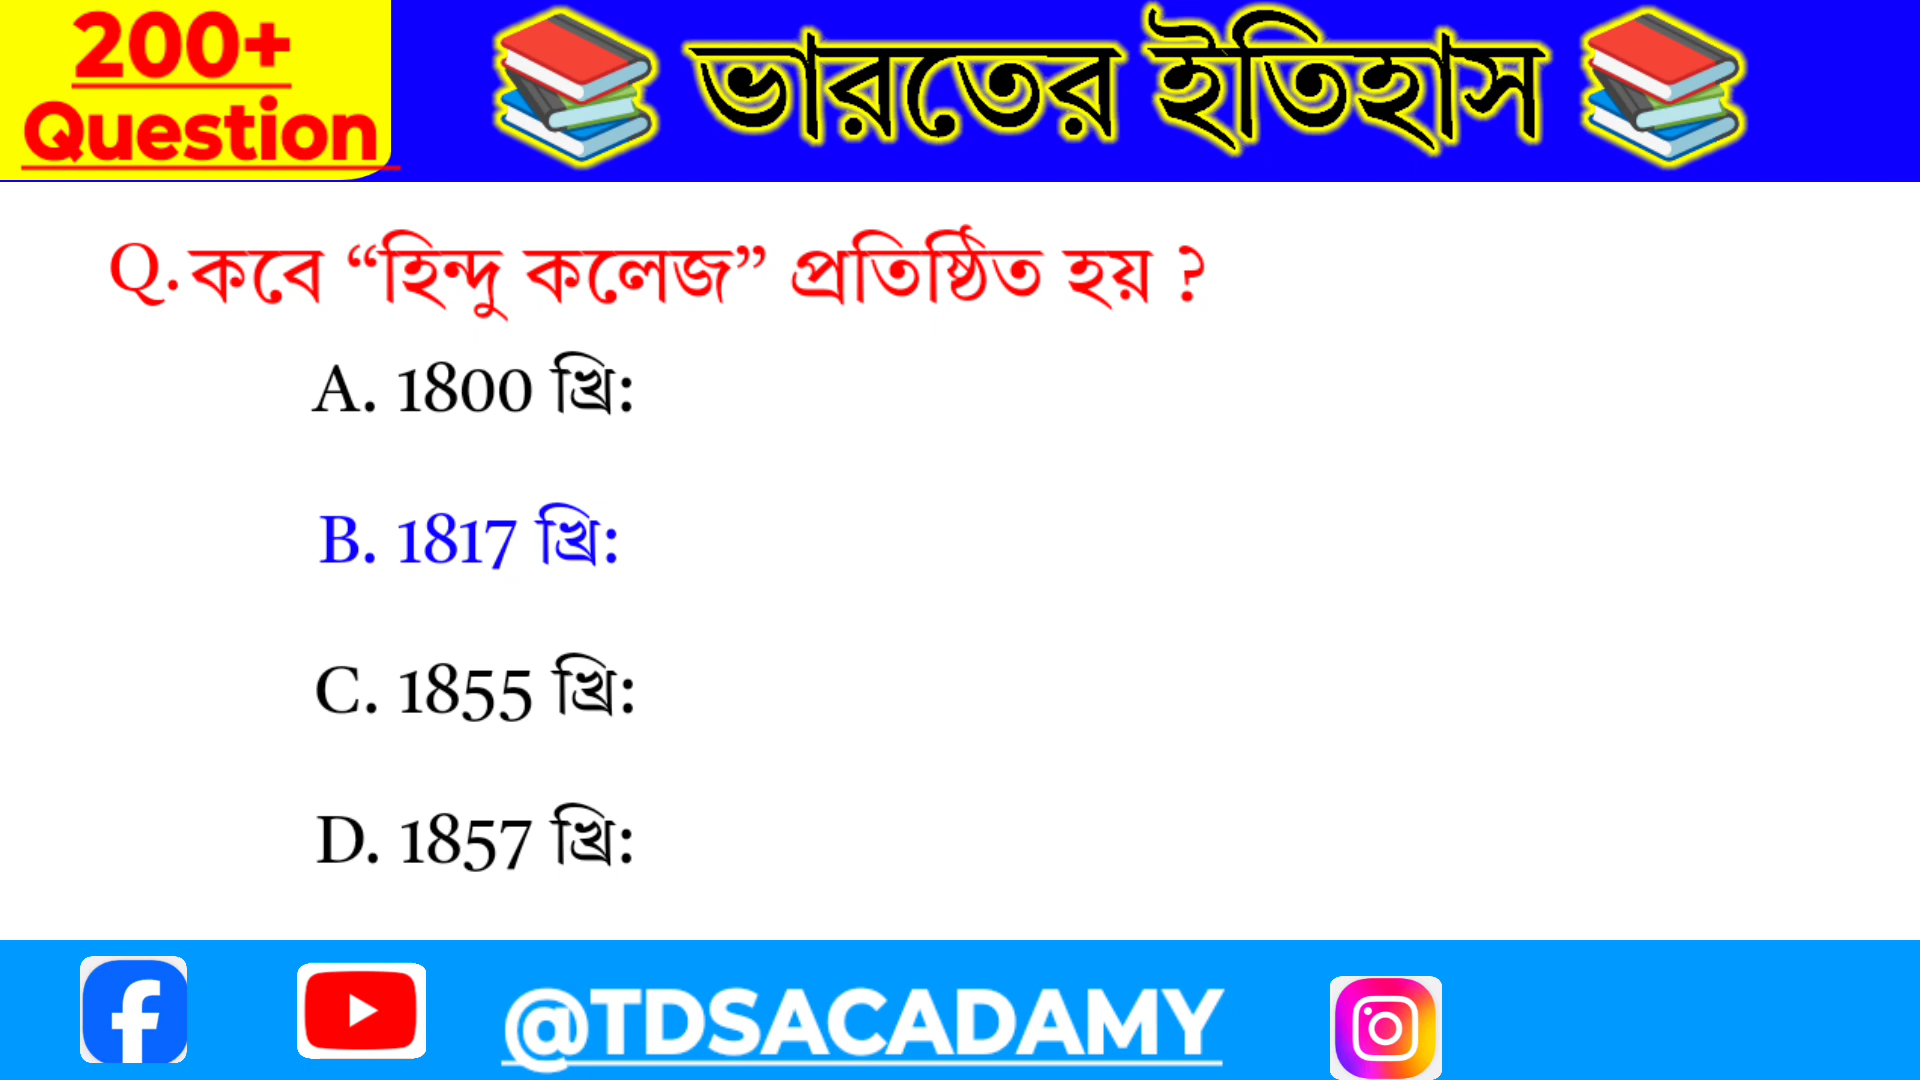 200+
Question
ভারতের ইতিহাস
Q. কবে “হিন্দু কলেজ” প্রতিষ্ঠিত হয় ?
A. 1800 খ্রি:
B. 1817 খ্রি:
C. 1855 খ্রি:
D. 1857 খ্রি:
@TDSACADAMY